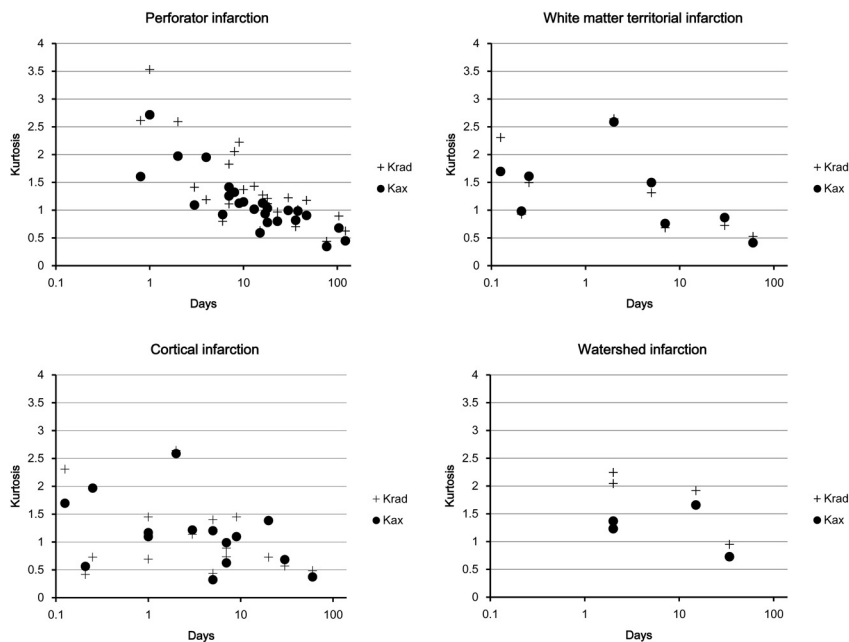 Perforator infarction
4
3.5
3
2.5
2
1.5
1
0.5
0
Kurtosis
0.1 1 10 100
Days
Krad
Kax
White matter territorial infarction
4
3.5
3
2.5
2
1.5
1
0.5
0
Kurtosis
0.1 1 10 100
Days
Krad
Kax
Cortical infarction
4
3.5
3
2.5
2
1.5
1
0.5
0
Kurtosis
0.1 1 10 100
Days
Krad
Kax
Watershed infarction
4
3.5
3
2.5
2
1.5
1
0.5
0
Kurtosis
0.1 1 10 100
Days
Krad
Kax